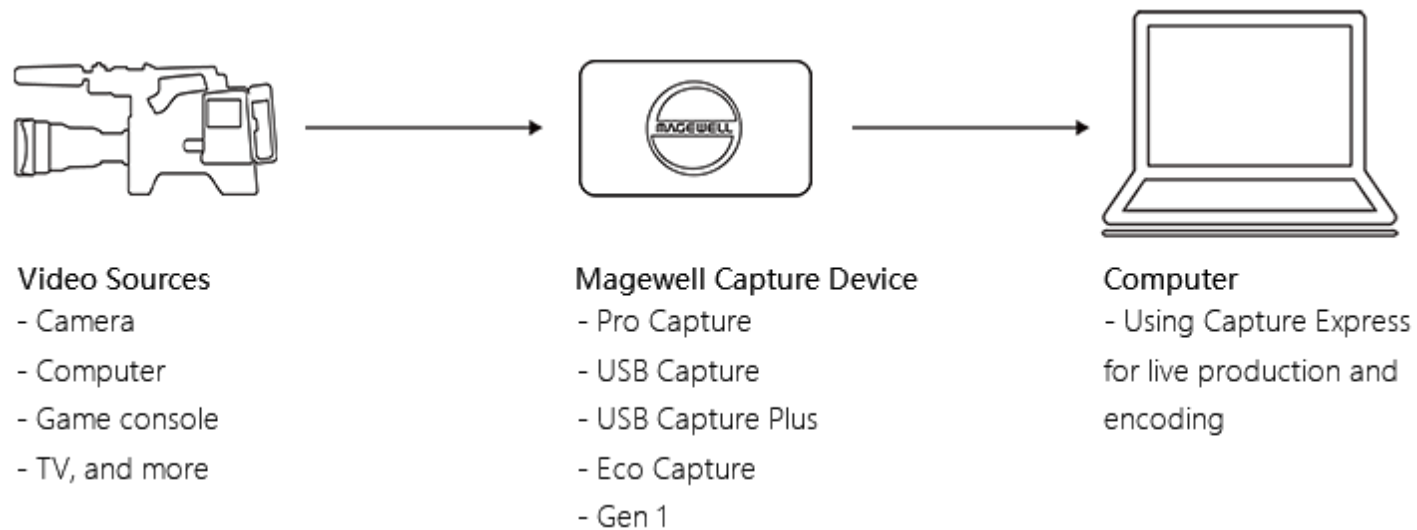 MAGEWELL
Video Sources
- Camera
- Computer
- Game console
- TV, and more
Magewell Capture Device
- Pro Capture
- USB Capture
- USB Capture Plus
- Eco Capture
- Gen 1
Computer
- Using Capture Express
for live production and
encoding